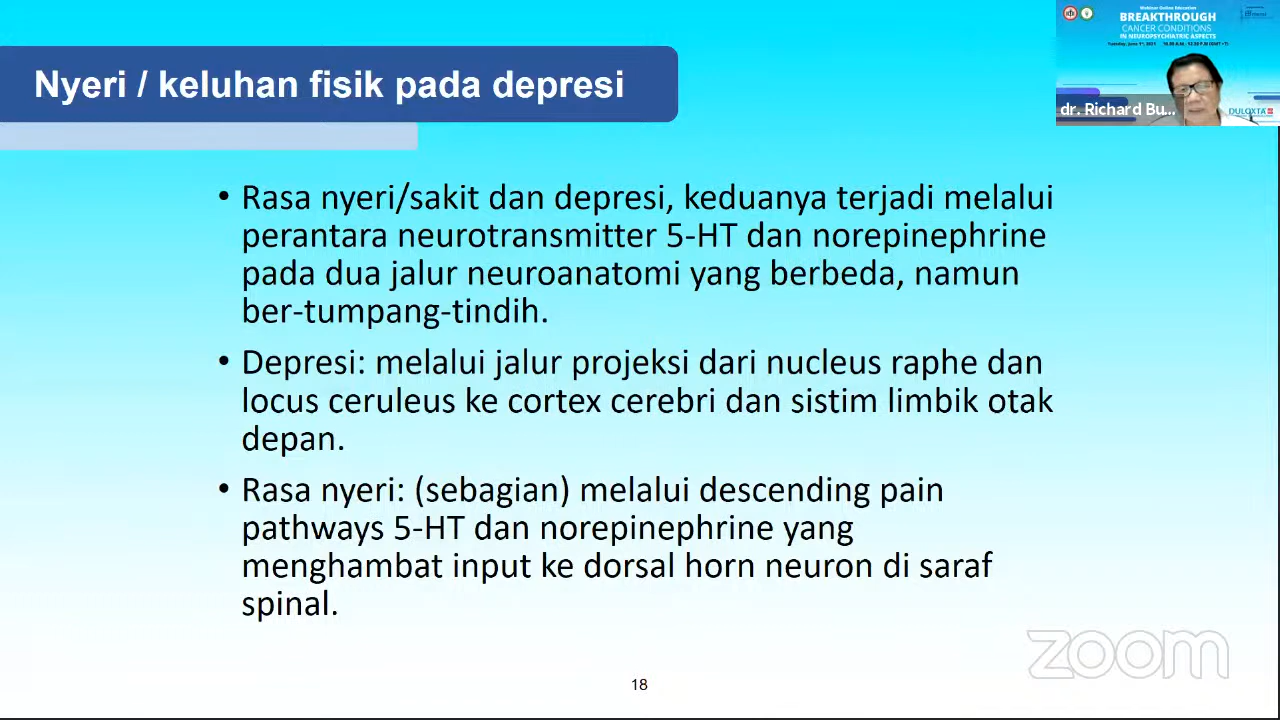 Nyeri / keluhan fisik pada depresi
Webinar Online Education
BREAKTHROUGH
CANCER CONDITIONS
IN NEUROPSYCHIATRIC ASPECTS
dr. Richard Bu...
DULOXTA
• Rasa nyeri/sakit dan depresi, keduanya terjadi melalui
perantara neurotransmitter 5-HT dan norepinephrine
pada dua jalur neuroanatomi yang berbeda, namun
ber-tumpang-tindih.
• Depresi: melalui jalur projeksi dari nucleus raphe dan
locus ceruleus ke cortex cerebri dan sistim limbik otak
depan.
• Rasa nyeri: (sebagian) melalui descending pain
pathways 5-HT dan norepinephrine yang
menghambat input ke dorsal horn neuron di saraf
spinal.
zoom
18